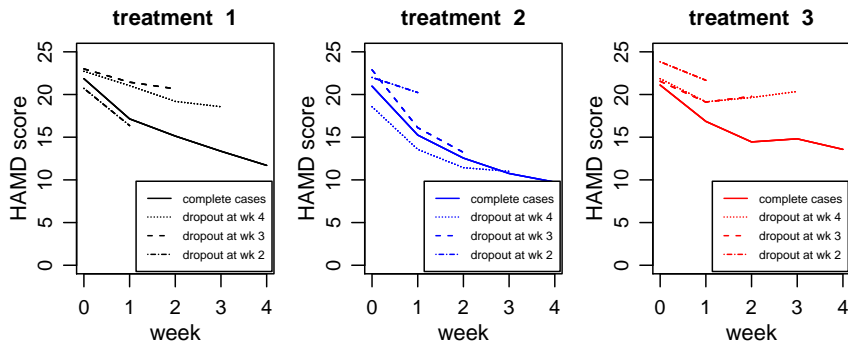 treatment 1
HAMD score
25
20
15
10
5
0
complete cases
dropout at wk 4
dropout at wk 3
dropout at wk 2
0 1 2 3 4
week
treatment 2
HAMD score
25
20
15
10
5
0
complete cases
dropout at wk 4
dropout at wk 3
dropout at wk 2
0 1 2 3 4
week
treatment 3
HAMD score
25
20
15
10
5
0
complete cases
dropout at wk 4
dropout at wk 3
dropout at wk 2
0 1 2 3 4
week